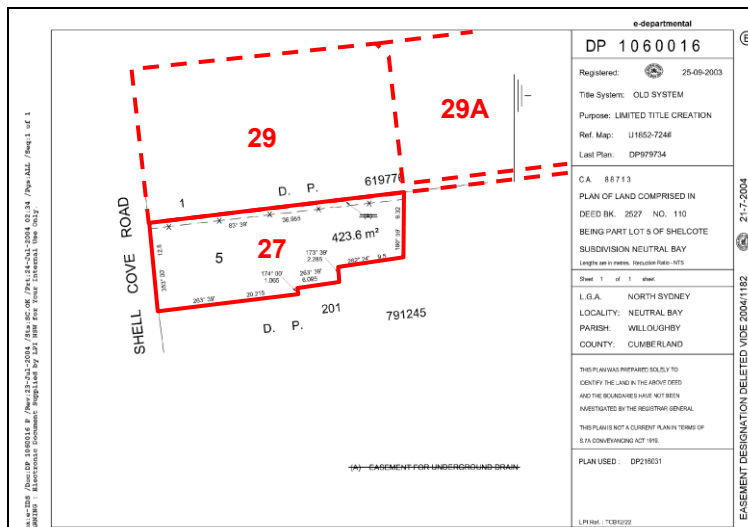 e-departmental
DP 1060016
Registered: 25-09-2003
Title System: OLD SYSTEM
Purpose: LIMITED TITLE CREATION
Ref. Map: U1852-724#
Last Plan: DP979734
C.A. 88713
PLAN OF LAND COMPRISED IN
DEED BK. 2527 NO. 110
BEING PART LOT 5 OF SHELCOTE
SUBDIVISION NEUTRAL BAY
Lengths are in metres. Reduction Ratio - NTS
Sheet 1 of 1 sheet
L.G.A. NORTH SYDNEY
LOCALITY: NEUTRAL BAY
PARISH: WILLOUGHBY
COUNTY: CUMBERLAND
THIS PLAN WAS PREPARED SOLELY TO
IDENTIFY THE LAND IN THE ABOVE DEED
AND THE BOUNDARIES HAVE NOT BEEN
INVESTIGATED BY THE REGISTRAR GENERAL
THIS PLAN IS NOT A CURRENT PLAN IN TERMS OF
S.7A CONVEYANCING ACT 1919.
PLAN USED: DP216031
EASEMENT DESIGNATION DELETED VIDE 2004/1182
21-7-2004
29
29A
1
D. P.
619776
SHELL COVE ROAD
83° 39'
36.955
5
27
423.6 m²
12.8
353° 00'
9.32
173° 39'
2.285
174° 00'
1.065
263° 39'
6.095
262° 26'
9.5
263° 39'
20.215
201
D. P.
791245
(A) EASEMENT FOR UNDERGROUND DRAIN